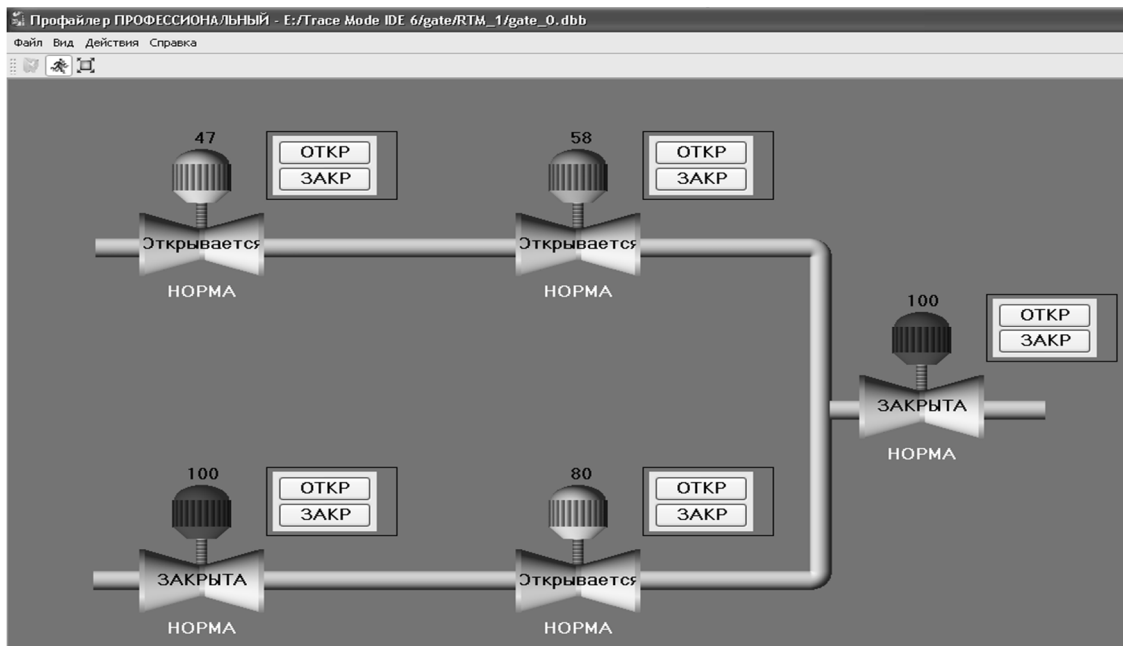 Профайлер ПРОФЕССИОНАЛЬНЫЙ - E:/Trace Mode IDE 6/gate/RTM_1/gate_0.dbb
Файл Вид Действия Справка
47
ОТКР
ЗАКР
Открывается
НОРМА
58
ОТКР
ЗАКР
Открывается
НОРМА
100
ОТКР
ЗАКР
ЗАКРЫТА
НОРМА
100
ОТКР
ЗАКР
ЗАКРЫТА
НОРМА
80
ОТКР
ЗАКР
Открывается
НОРМА